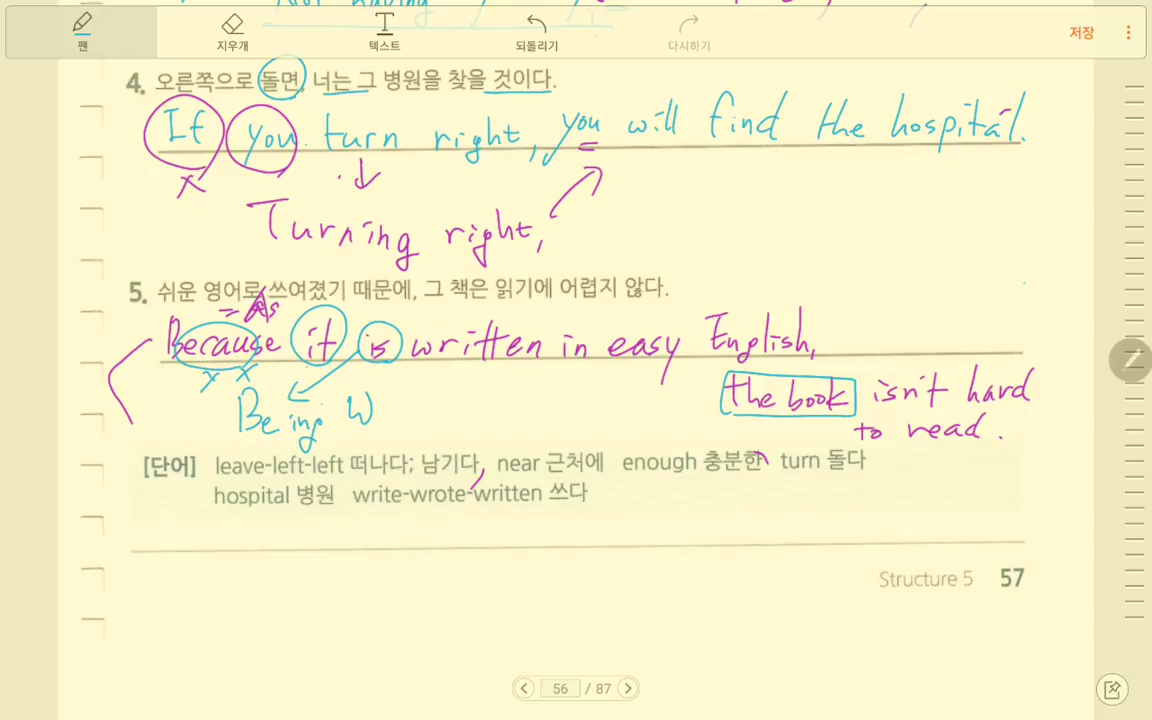 Not having
펜 지우개 텍스트 되돌리기 다시하기 저장
4. 오른쪽으로 돌면, 너는 그 병원을 찾을 것이다.
If you turn right, you will find the hospital.
x
Turning right,
5. 쉬운 영어로 쓰여졌기 때문에, 그 책은 읽기에 어렵지 않다.
= As
Because it is written in easy English,
x x
the book isn't hard
Being W
to read.
[단어] leave-left-left 떠나다; 남기다, near 근처에 enough 충분한 turn 돌다
hospital 병원 write-wrote-written 쓰다
Structure 5 57
56 / 87